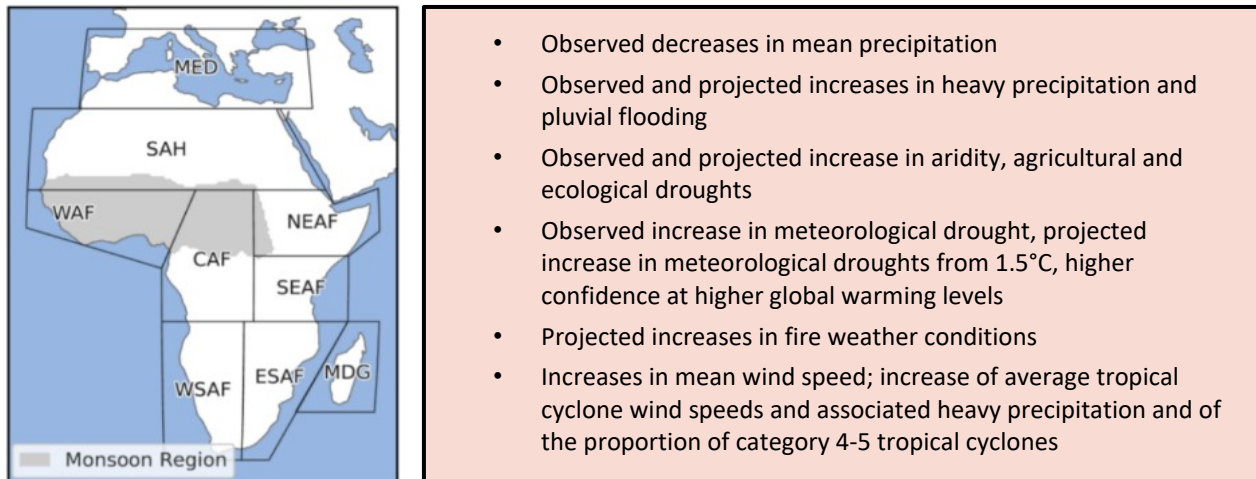 MED
SAH
WAF
NEAF
CAF
SEAF
WSAF
ESAF
MDG
Monsoon Region
• Observed decreases in mean precipitation
• Observed and projected increases in heavy precipitation and
pluvial flooding
• Observed and projected increase in aridity, agricultural and
ecological droughts
• Observed increase in meteorological drought, projected
increase in meteorological droughts from 1.5°C, higher
confidence at higher global warming levels
• Projected increases in fire weather conditions
• Increases in mean wind speed; increase of average tropical
cyclone wind speeds and associated heavy precipitation and of
the proportion of category 4-5 tropical cyclones